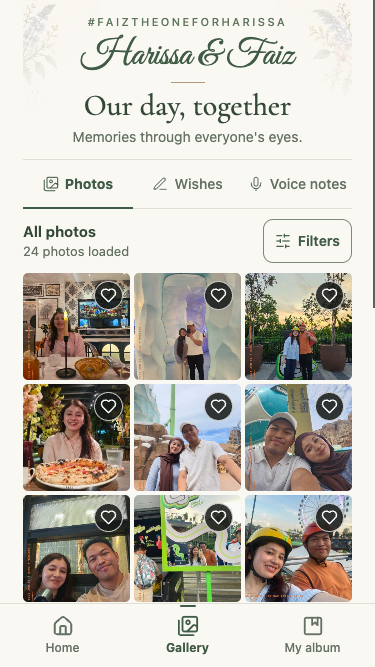 #FAIZTHEONEFORHARISSA
Harissa & Faiz
Our day, together
Memories through everyone's eyes.
Photos
Wishes
Voice notes
All photos
24 photos loaded
Filters
Home
Gallery
My album